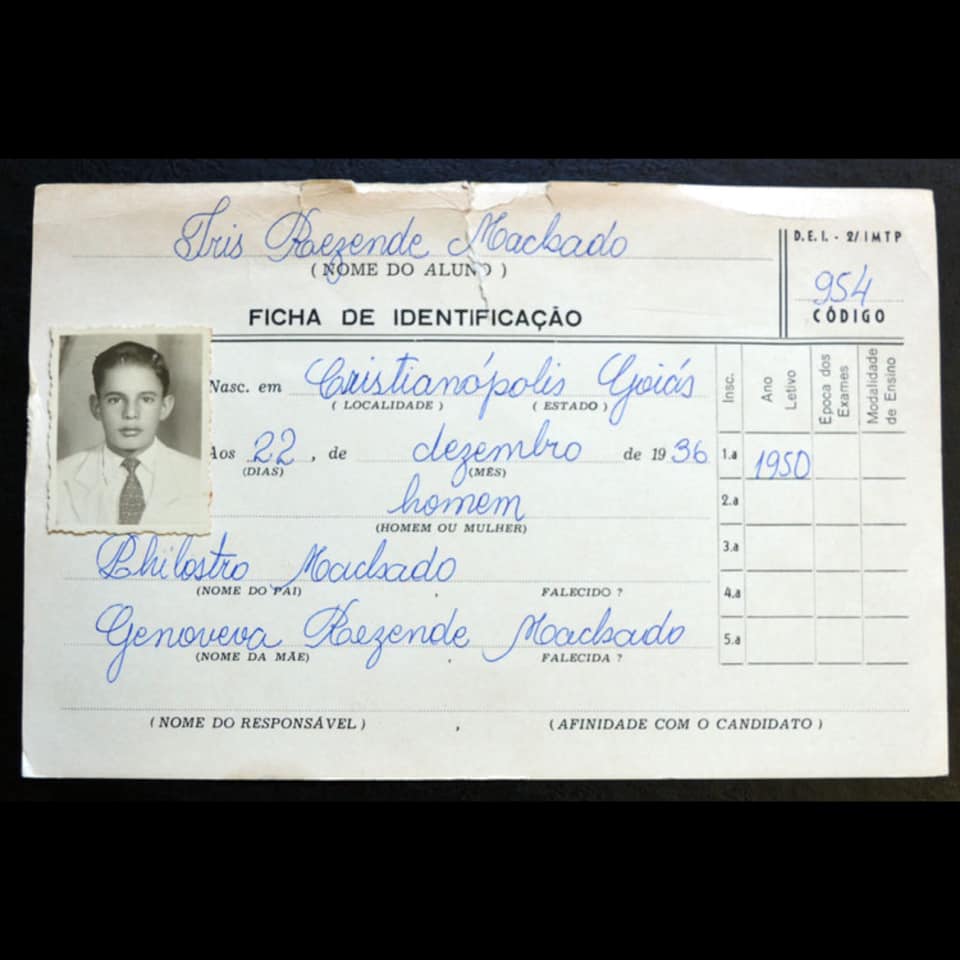 Iris Rezende Machado
( NOME DO ALUNO )
D.E.I. - 2/IMTP
954
CÓDIGO
FICHA DE IDENTIFICAÇÃO
Nasc. em Cristianópolis Goiás
( LOCALIDADE ) ( ESTADO )
Aos 22, de dezembro de 1936
(DIAS) (MÊS)
homem
(HOMEM OU MULHER)
Philostro Machado
(NOME DO PAI) , FALECIDO ?
Genoveva Rezende Machado
(NOME DA MÃE) , FALECIDA ?
( NOME DO RESPONSÁVEL ) , (AFINIDADE COM O CANDIDATO )
Insc. Ano Letivo Época dos Exames Modalidade de Ensino
1.a 1950
2.a
3.a
4.a
5.a